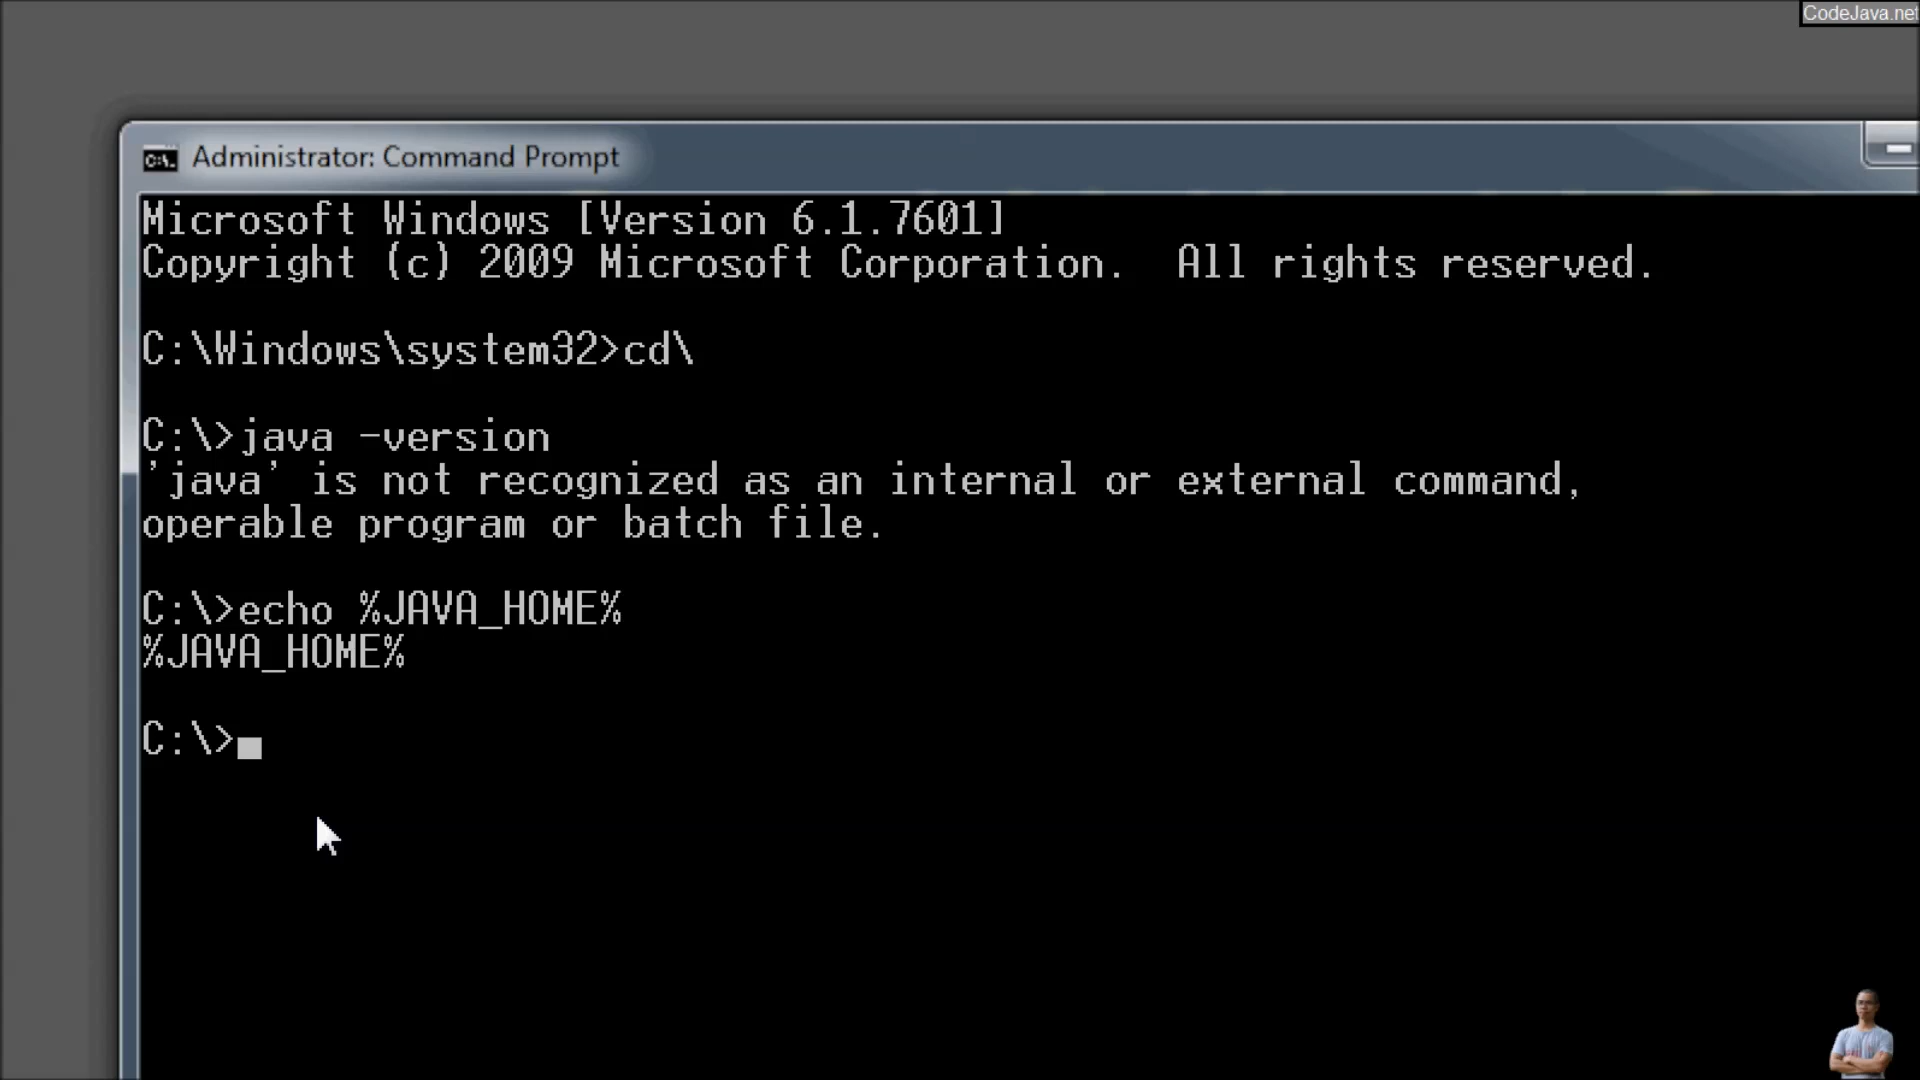 CodeJava.net
Administrator: Command Prompt
Microsoft Windows [Version 6.1.7601]
Copyright (c) 2009 Microsoft Corporation.  All rights reserved.
C:\Windows\system32>cd\
C:\>java -version
'java' is not recognized as an internal or external command,
operable program or batch file.
C:\>echo %JAVA_HOME%
%JAVA_HOME%
C:\>